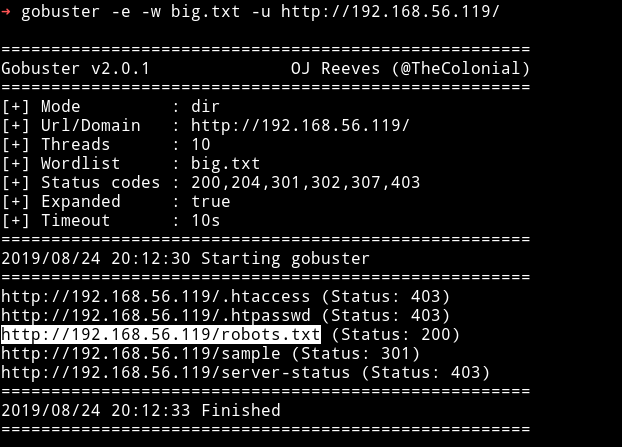 → gobuster -e -w big.txt -u http://192.168.56.119/
=====================================================
Gobuster v2.0.1              OJ Reeves (@TheColonial)
=====================================================
[+] Mode         : dir
[+] Url/Domain   : http://192.168.56.119/
[+] Threads      : 10
[+] Wordlist     : big.txt
[+] Status codes : 200,204,301,302,307,403
[+] Expanded     : true
[+] Timeout      : 10s
=====================================================
2019/08/24 20:12:30 Starting gobuster
=====================================================
http://192.168.56.119/.htaccess (Status: 403)
http://192.168.56.119/.htpasswd (Status: 403)
http://192.168.56.119/robots.txt (Status: 200)
http://192.168.56.119/sample (Status: 301)
http://192.168.56.119/server-status (Status: 403)
=====================================================
2019/08/24 20:12:33 Finished
=====================================================